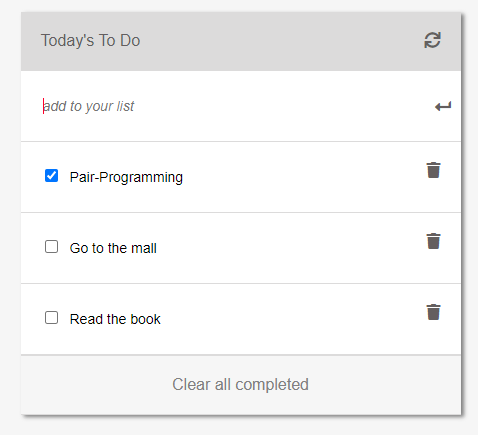 Today's To Do
add to your list
Pair-Programming
Go to the mall
Read the book
Clear all completed